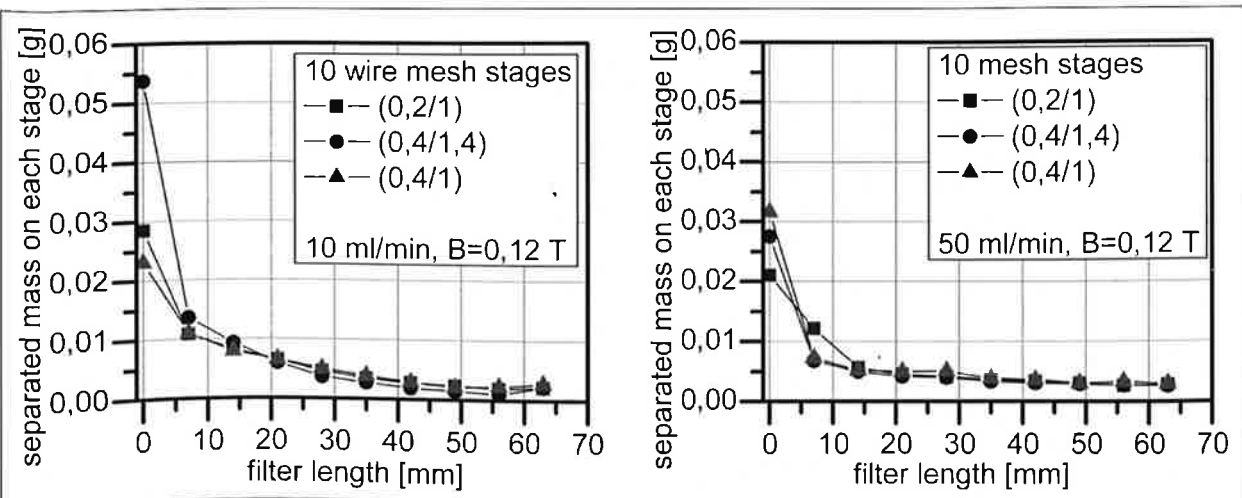 separated mass on each stage [g]
0,06
0,05
0,04
0,03
0,02
0,01
0,00
10 wire mesh stages
(0,2/1)
(0,4/1,4)
(0,4/1)
10 ml/min, B=0,12 T
0 10 20 30 40 50 60 70
filter length [mm]
separated mass on each stage [g]
0,06
0,05
0,04
0,03
0,02
0,01
0,00
10 mesh stages
(0,2/1)
(0,4/1,4)
(0,4/1)
50 ml/min, B=0,12 T
0 10 20 30 40 50 60 70
filter length [mm]